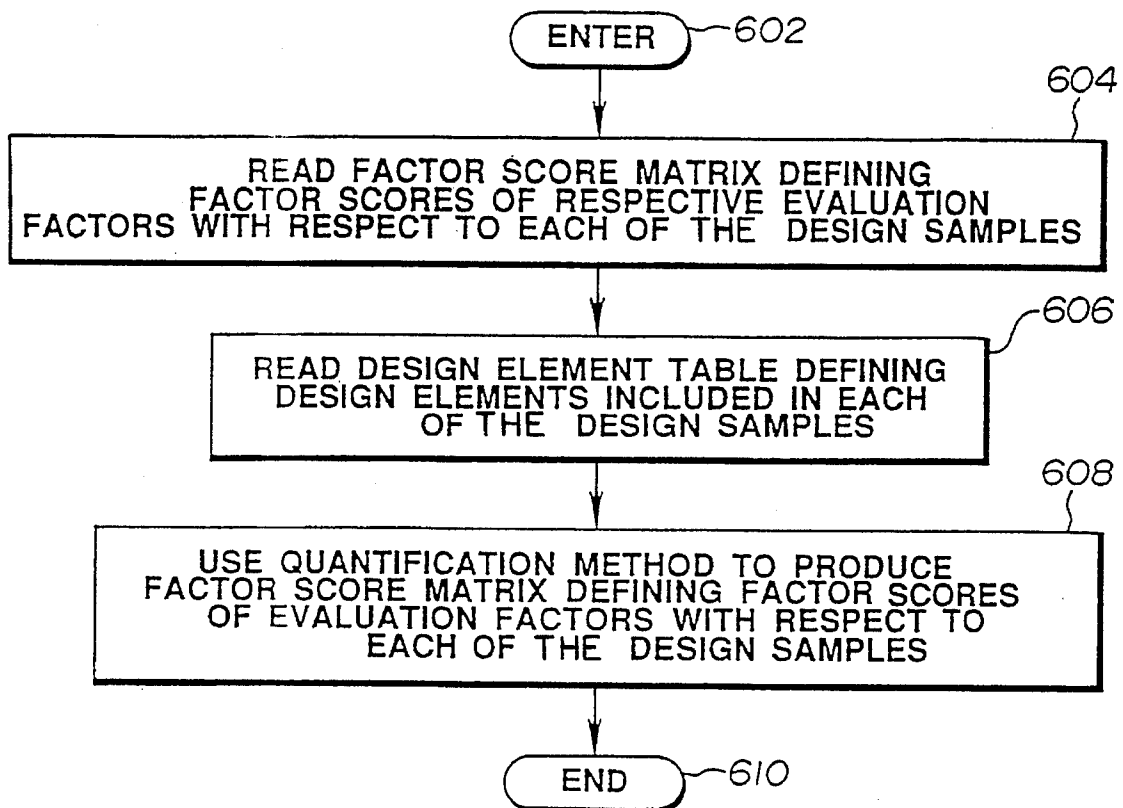 ENTER
602
604
READ FACTOR SCORE MATRIX DEFINING
FACTOR SCORES OF RESPECTIVE EVALUATION
FACTORS WITH RESPECT TO EACH OF THE DESIGN SAMPLES
606
READ DESIGN ELEMENT TABLE DEFINING
DESIGN ELEMENTS INCLUDED IN EACH
OF THE DESIGN SAMPLES
608
USE QUANTIFICATION METHOD TO PRODUCE
FACTOR SCORE MATRIX DEFINING FACTOR SCORES
OF EVALUATION FACTORS WITH RESPECT TO
EACH OF THE DESIGN SAMPLES
END
610